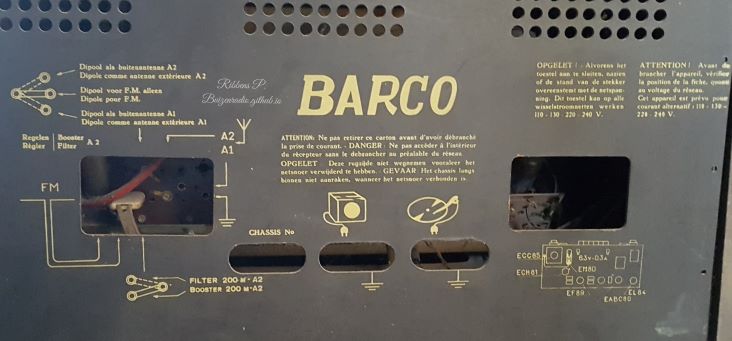 Dipool als buitenantenne A2
Dipole comme antenne extérieure A2
Dipool voor F.M. alleen
Dipole pour F.M.
Dipool als buitenantenne A1
Dipole comme antenne extérieure A1
Regelen Booster A 2
Régler Filter
A2
A1
FM
FILTER 200 M - A2
BOOSTER 200 M - A2
Ribbens P.
Buizenradio.github.io
BARCO
ATTENTION: Ne pas retirer ce carton avant d'avoir débranché
la prise de courant. - DANGER: Ne pas accéder à l'intérieur
du récepteur sans le debrancher au préalable du réseau
OPGELET: Deze rugzijde niet wegnemen vooraleer het
netsnoer verwijderd te hebben. - GEVAAR: Het chassis langs
binnen niet aanraken, wanneer het netsnoer verbonden is.
CHASSIS No
OPGELET! - Alvorens het
toestel aan te sluiten, nazien
of de stand van de stekker
overeenstemt met de netspan-
ning. Dit toestel kan op alle
wisselstroomnetten werken
110 - 130 - 220 - 240 V.
ATTENTION! Avant de
brancher l'appareil, vérifier
la position de la fiche, quant
au voltage du réseau.
Cet appareil est prévu pour
courant alternatif: 110 - 130 -
220 - 240 V.
ECC85
ECH81
6,3V-0,3A
EM80
EF89
EABC80
EL84